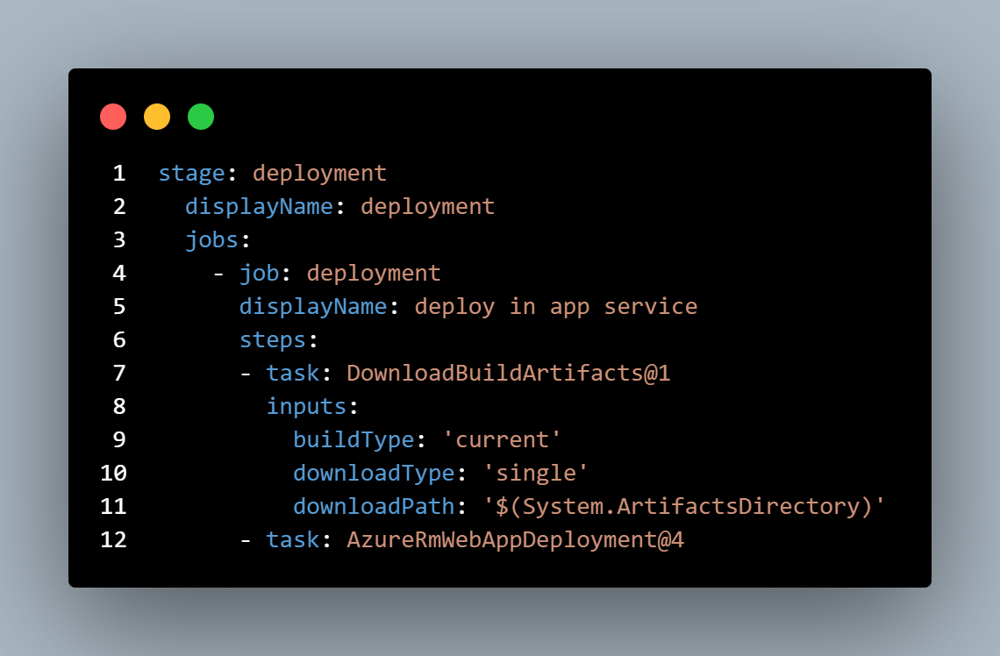 1 stage: deployment
2   displayName: deployment
3   jobs:
4     - job: deployment
5       displayName: deploy in app service
6       steps:
7       - task: DownloadBuildArtifacts@1
8         inputs:
9           buildType: 'current'
10           downloadType: 'single'
11           downloadPath: '$(System.ArtifactsDirectory)'
12       - task: AzureRmWebAppDeployment@4